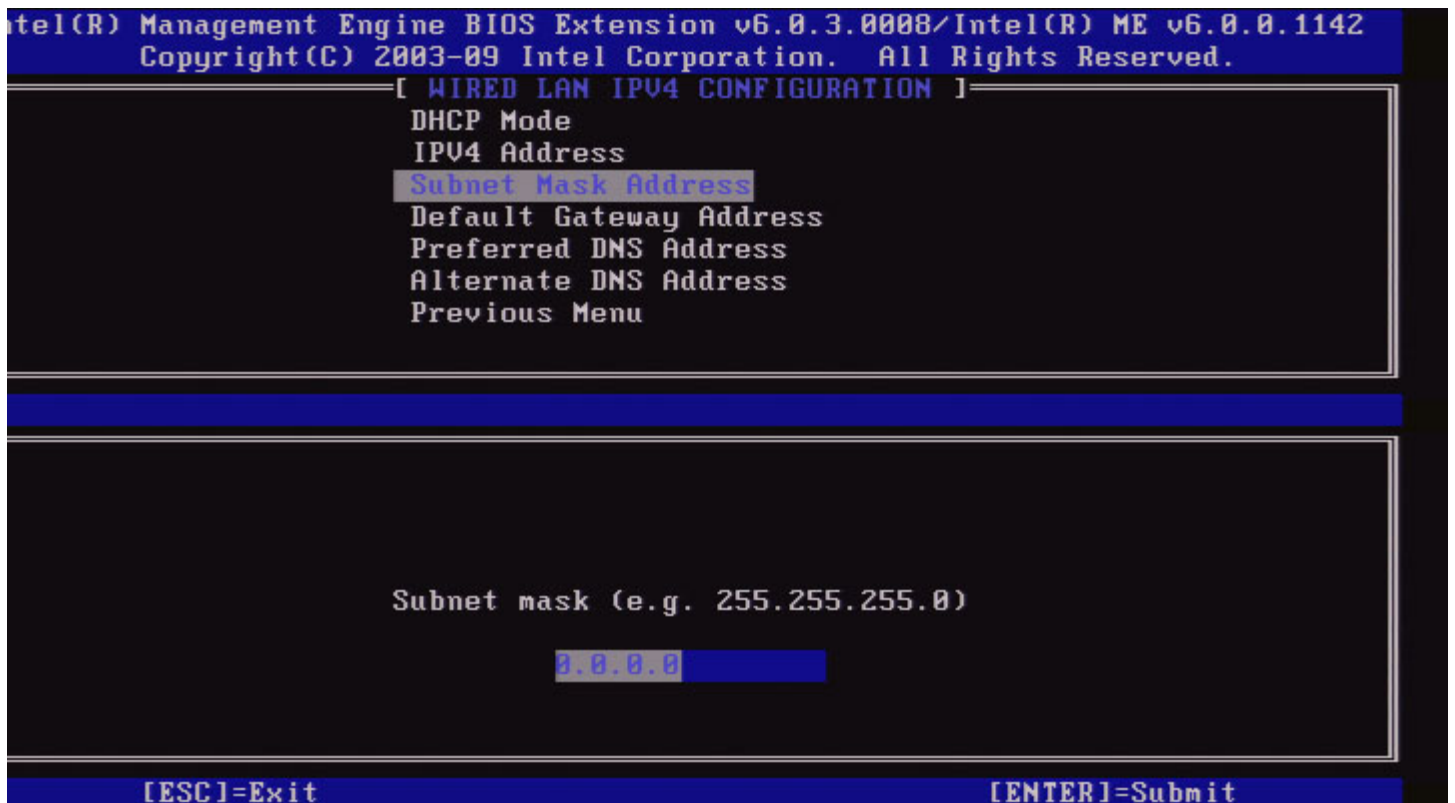 ntel(R) Management Engine BIOS Extension v6.0.3.0008/Intel(R) ME v6.0.0.1142
Copyright(C) 2003-09 Intel Corporation.  All Rights Reserved.
[ WIRED LAN IPV4 CONFIGURATION ]
DHCP Mode
IPV4 Address
Subnet Mask Address
Default Gateway Address
Preferred DNS Address
Alternate DNS Address
Previous Menu
Subnet mask (e.g. 255.255.255.0)
0.0.0.0
[ESC]=Exit
[ENTER]=Submit